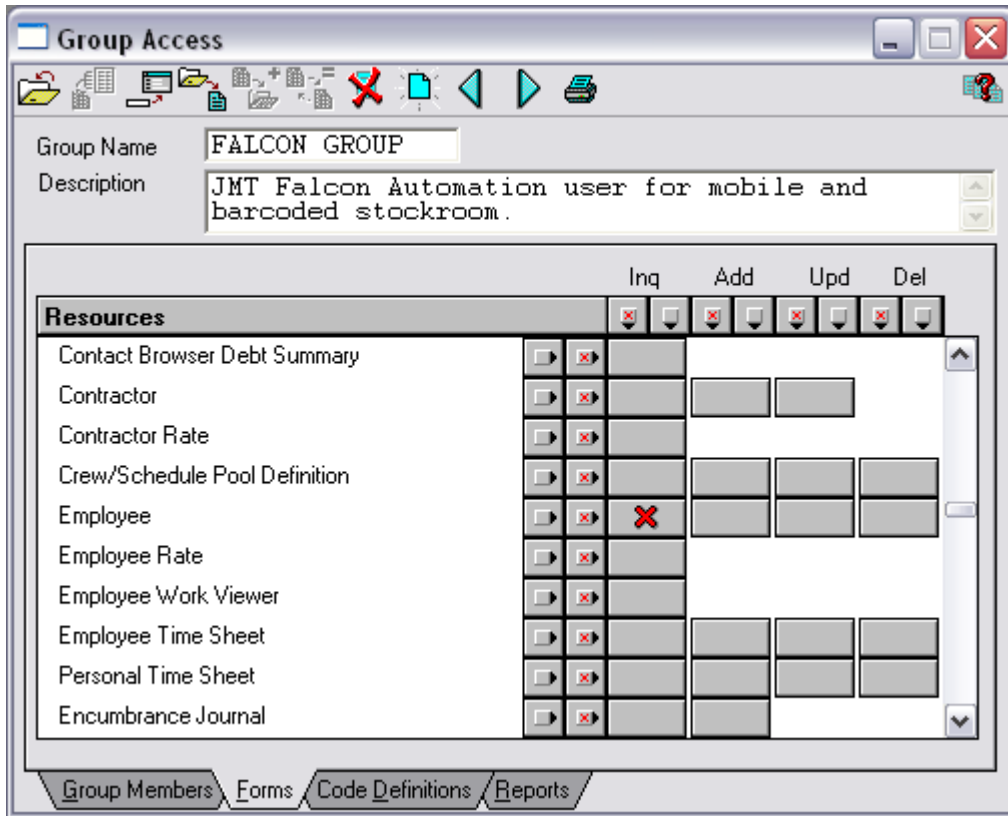 Group Access
Group Name FALCON GROUP
Description JMT Falcon Automation user for mobile and
barcoded stockroom.
Inq Add Upd Del
Resources
Contact Browser Debt Summary
Contractor
Contractor Rate
Crew/Schedule Pool Definition
Employee
Employee Rate
Employee Work Viewer
Employee Time Sheet
Personal Time Sheet
Encumbrance Journal
Group Members Forms Code Definitions Reports